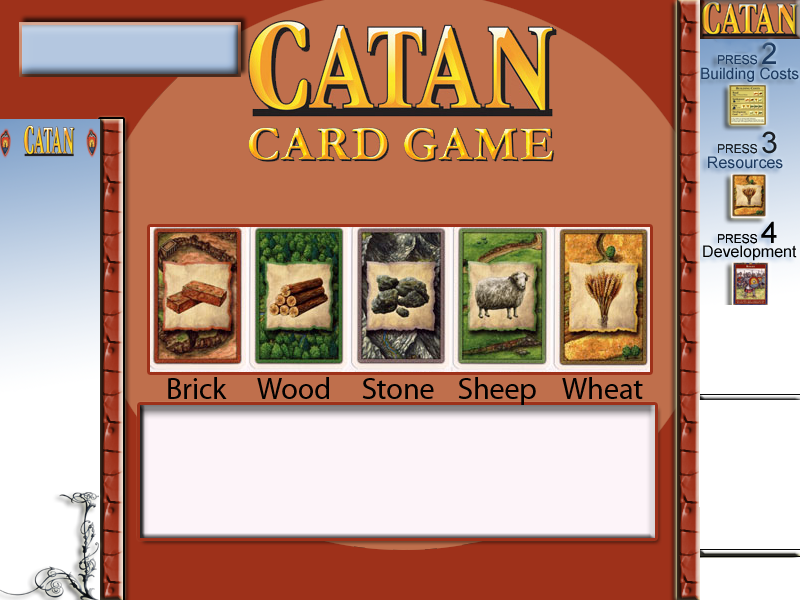 CATAN
CARD GAME
CATAN
Brick Wood Stone Sheep Wheat
CATAN
PRESS 2
Building Costs
PRESS 3
Resources
PRESS 4
Development